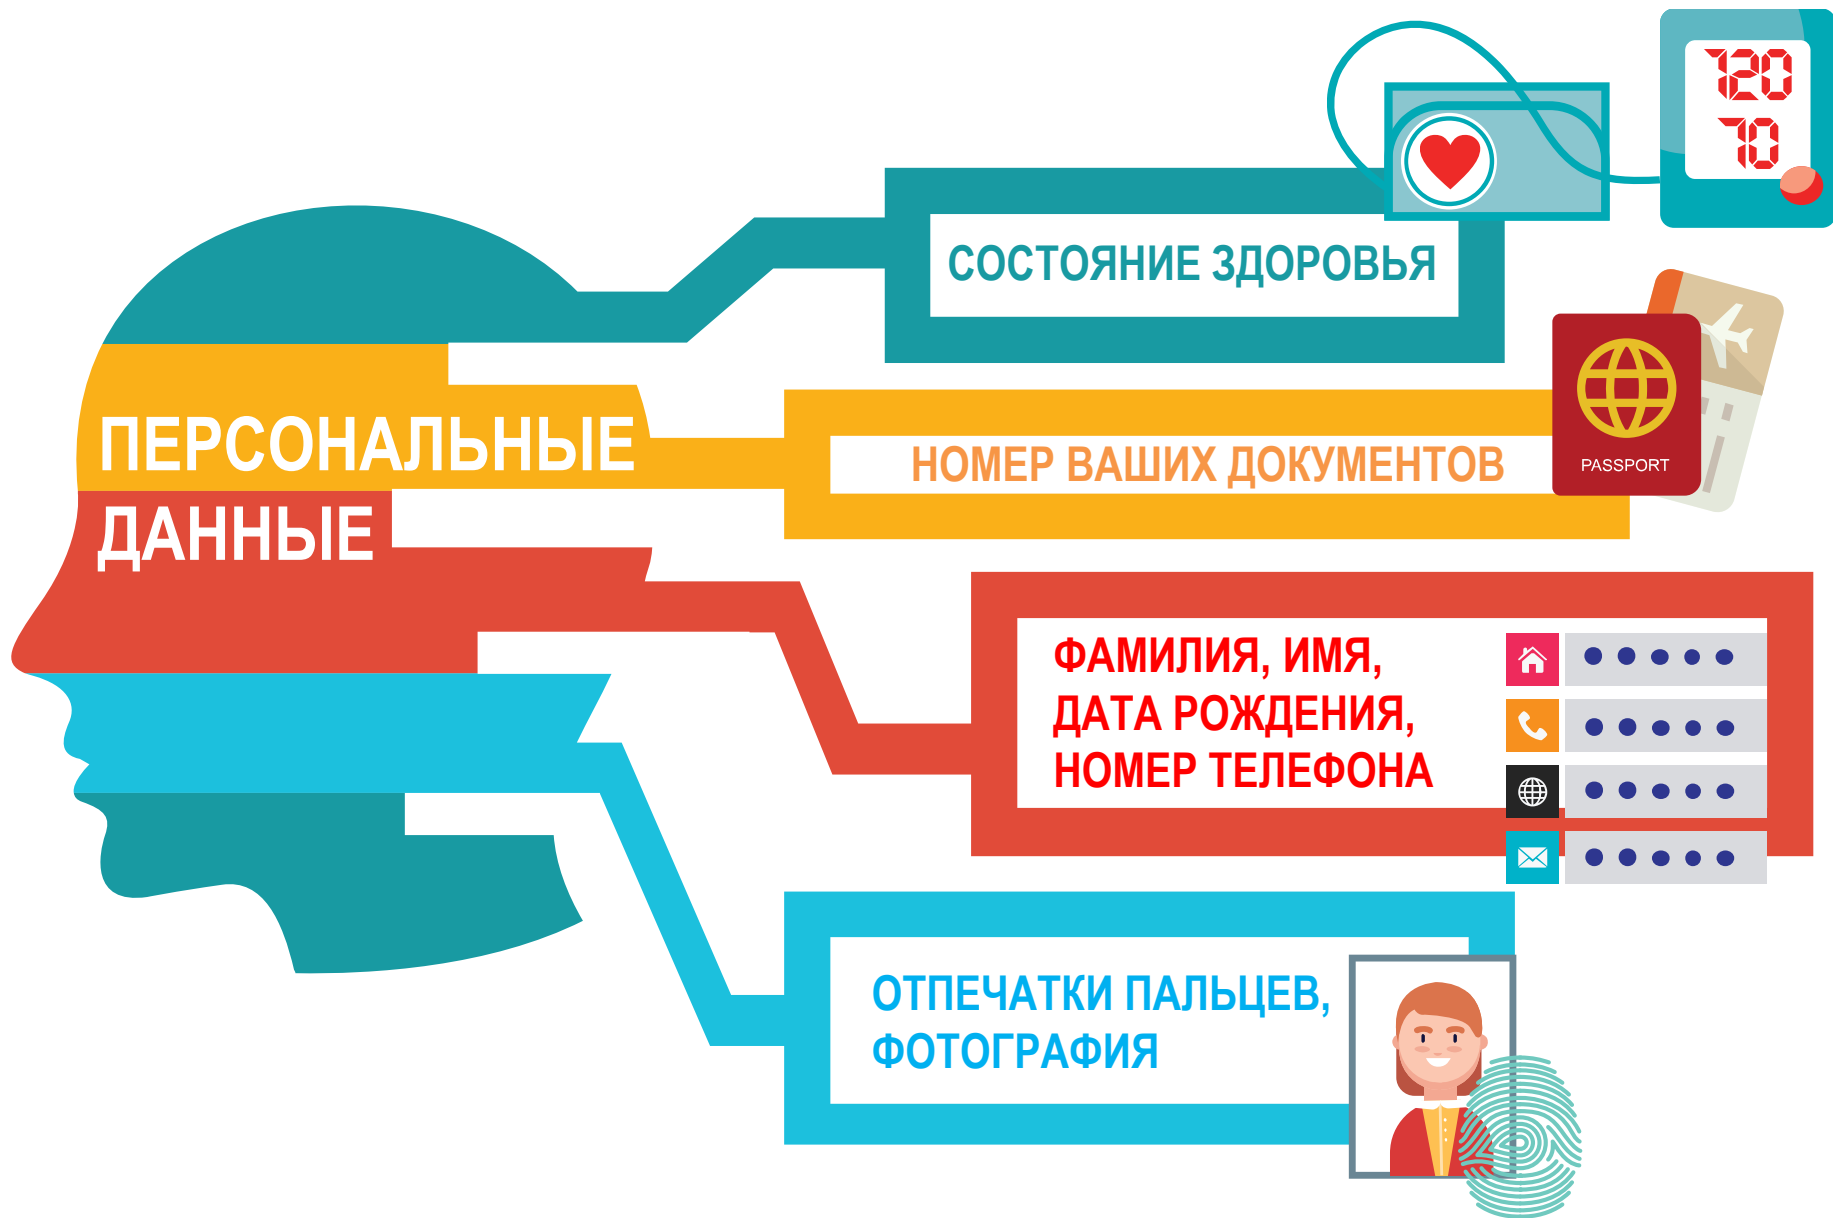 120
70
СОСТОЯНИЕ ЗДОРОВЬЯ
ПЕРСОНАЛЬНЫЕ
ДАННЫЕ
НОМЕР ВАШИХ ДОКУМЕНТОВ
PASSPORT
ФАМИЛИЯ, ИМЯ,
ДАТА РОЖДЕНИЯ,
НОМЕР ТЕЛЕФОНА
ОТПЕЧАТКИ ПАЛЬЦЕВ,
ФОТОГРАФИЯ